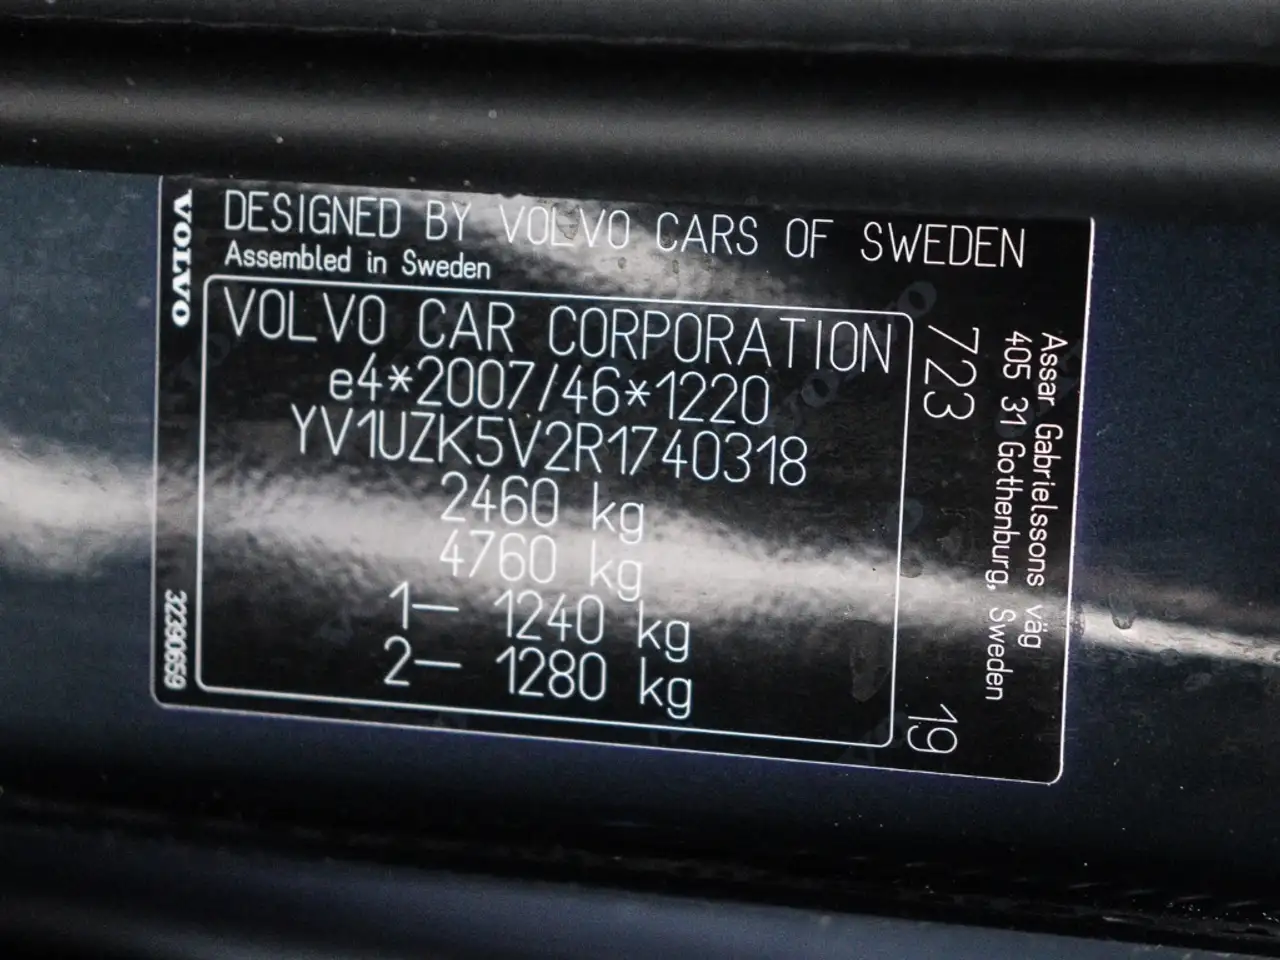 VOLVO
DESIGNED BY VOLVO CARS OF SWEDEN
Assembled in Sweden
VOLVO CAR CORPORATION
e4*2007/46*1220
YV1UZK5V2R1740318
2460 kg
4760 kg
1– 1240 kg
2– 1280 kg
723
19
Assar Gabrielssons väg
405 31 Gothenburg, Sweden
32390659